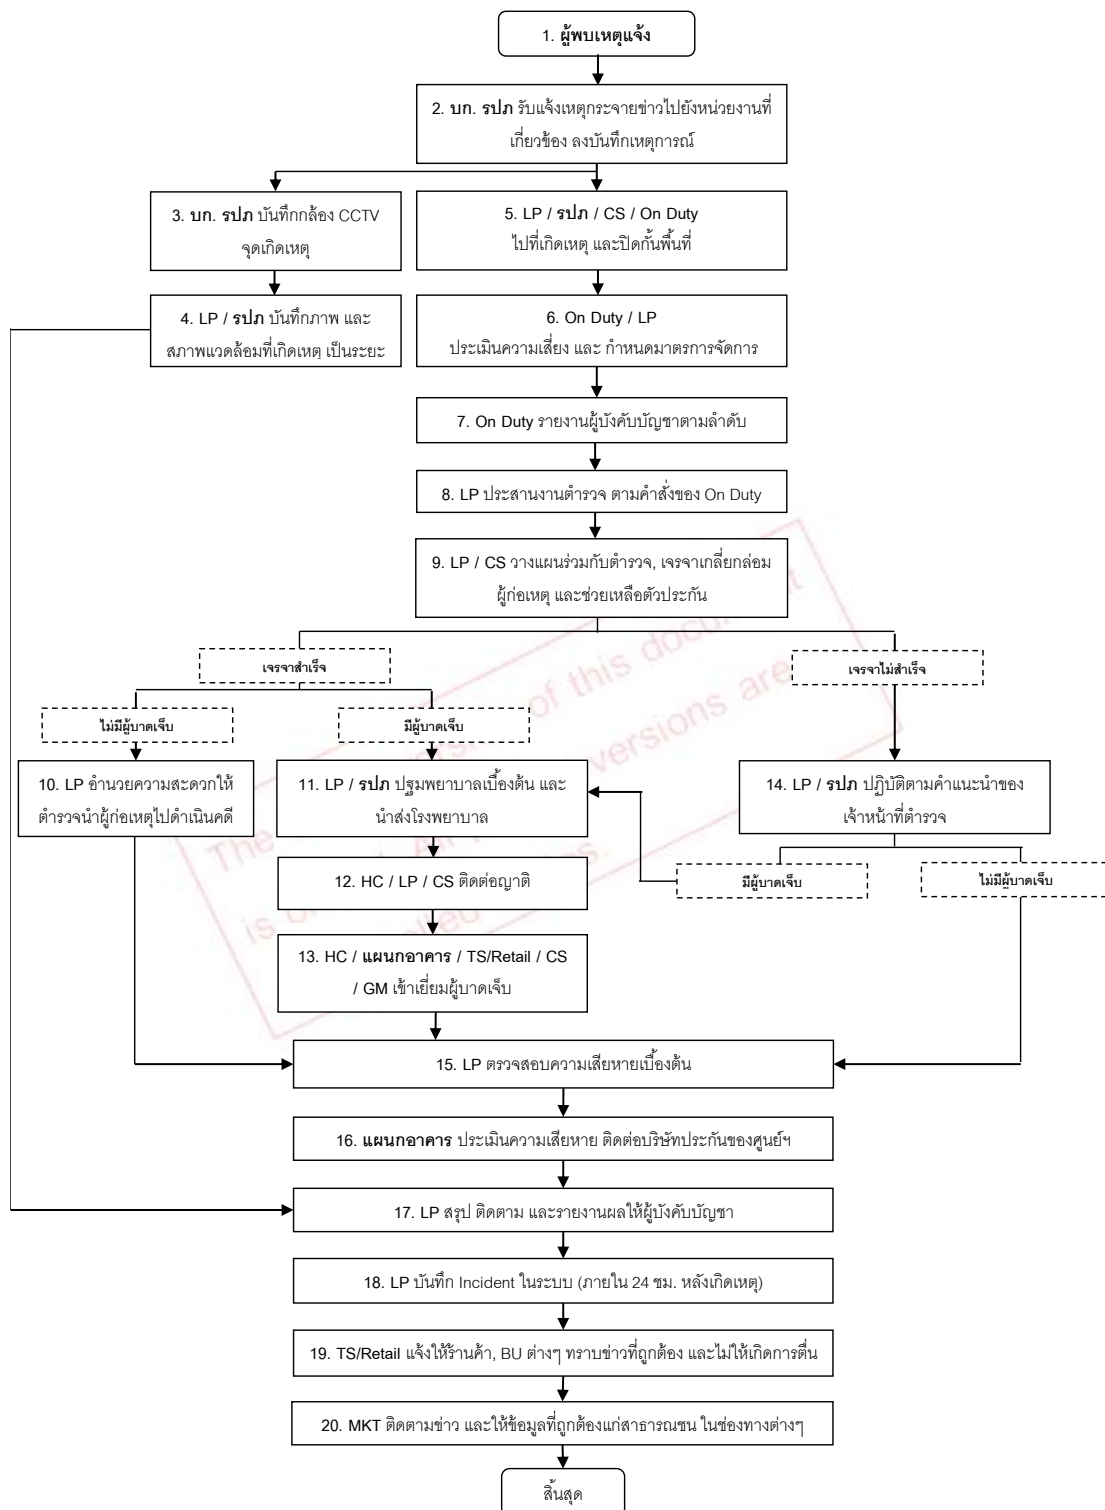 1. ผู้พบเหตุแจ้ง
2. บก. รปภ รับแจ้งเหตุกระจายข่าวไปยังหน่วยงานที่
เกี่ยวข้อง ลงบันทึกเหตุการณ์
3. บก. รปภ บันทึกกล้อง CCTV
จุดเกิดเหตุ
5. LP / รปภ / CS / On Duty
ไปที่เกิดเหตุ และปิดกั้นพื้นที่
4. LP / รปภ บันทึกภาพ และ
สภาพแวดล้อมที่เกิดเหตุ เป็นระยะ
6. On Duty / LP
ประเมินความเสี่ยง และ กำหนดมาตรการจัดการ
7. On Duty รายงานผู้บังคับบัญชาตามลำดับ
8. LP ประสานงานตำรวจ ตามคำสั่งของ On Duty
9. LP / CS วางแผนร่วมกับตำรวจ, เจรจาเกลี่ยกล่อม
ผู้ก่อเหตุ และช่วยเหลือตัวประกัน
เจรจาสำเร็จ
เจรจาไม่สำเร็จ
ไม่มีผู้บาดเจ็บ
มีผู้บาดเจ็บ
10. LP อำนวยความสะดวกให้
ตำรวจนำผู้ก่อเหตุไปดำเนินคดี
11. LP / รปภ ปฐมพยาบาลเบื้องต้น และ
นำส่งโรงพยาบาล
14. LP / รปภ ปฏิบัติตามคำแนะนำของ
เจ้าหน้าที่ตำรวจ
12. HC / LP / CS ติดต่อญาติ
มีผู้บาดเจ็บ
ไม่มีผู้บาดเจ็บ
13. HC / แผนกอาคาร / TS/Retail / CS
/ GM เข้าเยี่ยมผู้บาดเจ็บ
15. LP ตรวจสอบความเสียหายเบื้องต้น
16. แผนกอาคาร ประเมินความเสียหาย ติดต่อบริษัทประกันของศูนย์ฯ
17. LP สรุป ติดตาม และรายงานผลให้ผู้บังคับบัญชา
18. LP บันทึก Incident ในระบบ (ภายใน 24 ชม. หลังเกิดเหตุ)
19. TS/Retail แจ้งให้ร้านค้า, BU ต่างๆ ทราบข่าวที่ถูกต้อง และไม่ให้เกิดการตื่น
20. MKT ติดตามข่าว และให้ข้อมูลที่ถูกต้องแก่สาธารณชน ในช่องทางต่างๆ
สิ้นสุด
of this
versions are
The